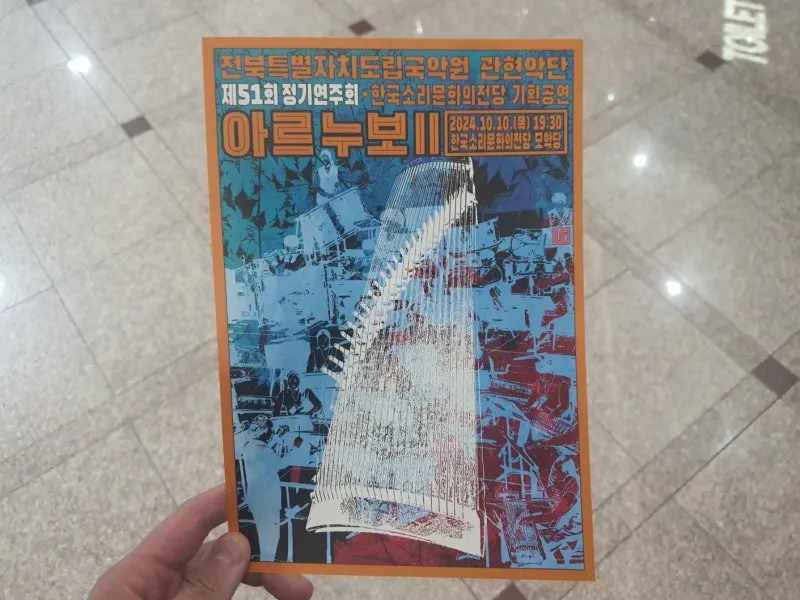 전북특별자치도립국악원 관현악단
제51회 정기연주회·한국소리문화의전당 기획공연
아르누보Ⅱ
2024.10.10.(목) 19:30
한국소리문화의전당 모악당
TOILET